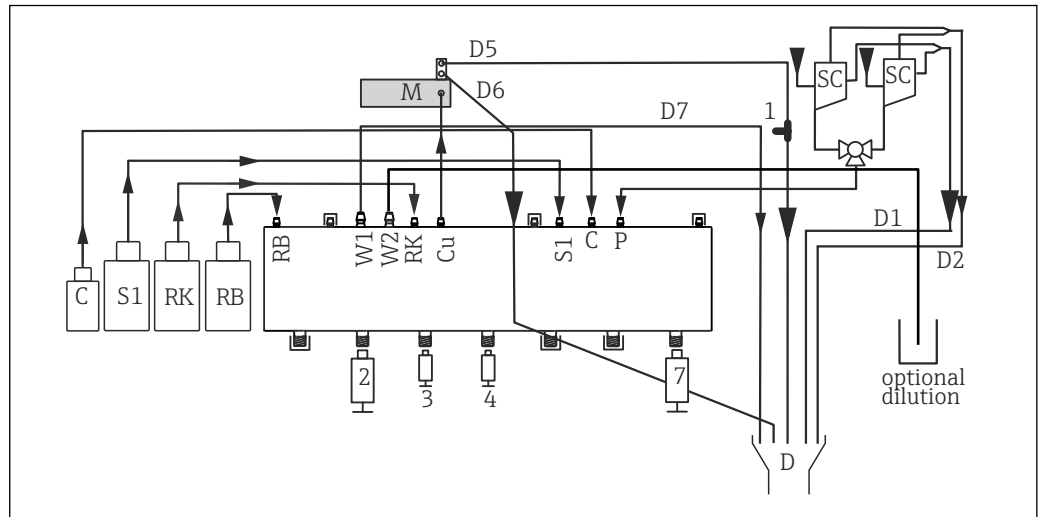 D5
SC
SC
M
D6
1
D7
D1
D2
RB
W1
W2
RK
Cu
S1
C
P
C
S1
RK
RB
2
3
4
7
optional
dilution
D